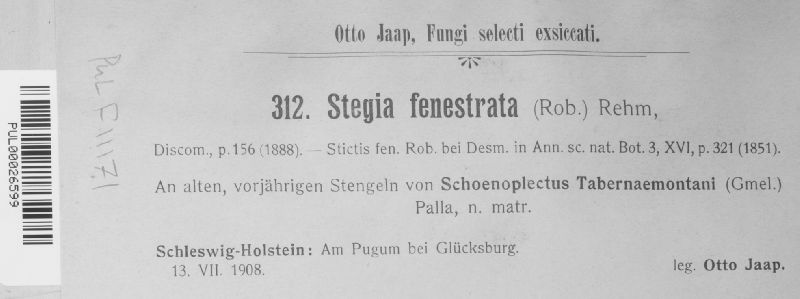 Otto Jaap, Fungi selecti exsiccati.
312. Stegia fenestrata (Rob.) Rehm,
Discom., p. 156 (1888). — Stictis fen. Rob. bei Desm. in Ann. sc. nat. Bot. 3, XVI, p. 321 (1851).
An alten, vorjährigen Stengeln von Schoenoplectus Tabernaemontani (Gmel.)
Palla, n. matr.
Schleswig-Holstein: Am Pugum bei Glücksburg.
13. VII. 1908.
leg. Otto Jaap.
PUL00026599
PUL F